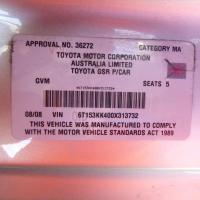 APPROVAL NO. 36272 CATEGORY MA
TOYOTA MOTOR CORPORATION
AUSTRALIA LIMITED
TOYOTA GSR P/CAR
GVM SEATS 5
08/08 VIN 6T153KK400X313732
THIS VEHICLE WAS MANUFACTURED TO COMPLY WITH
THE MOTOR VEHICLE STANDARDS ACT 1989